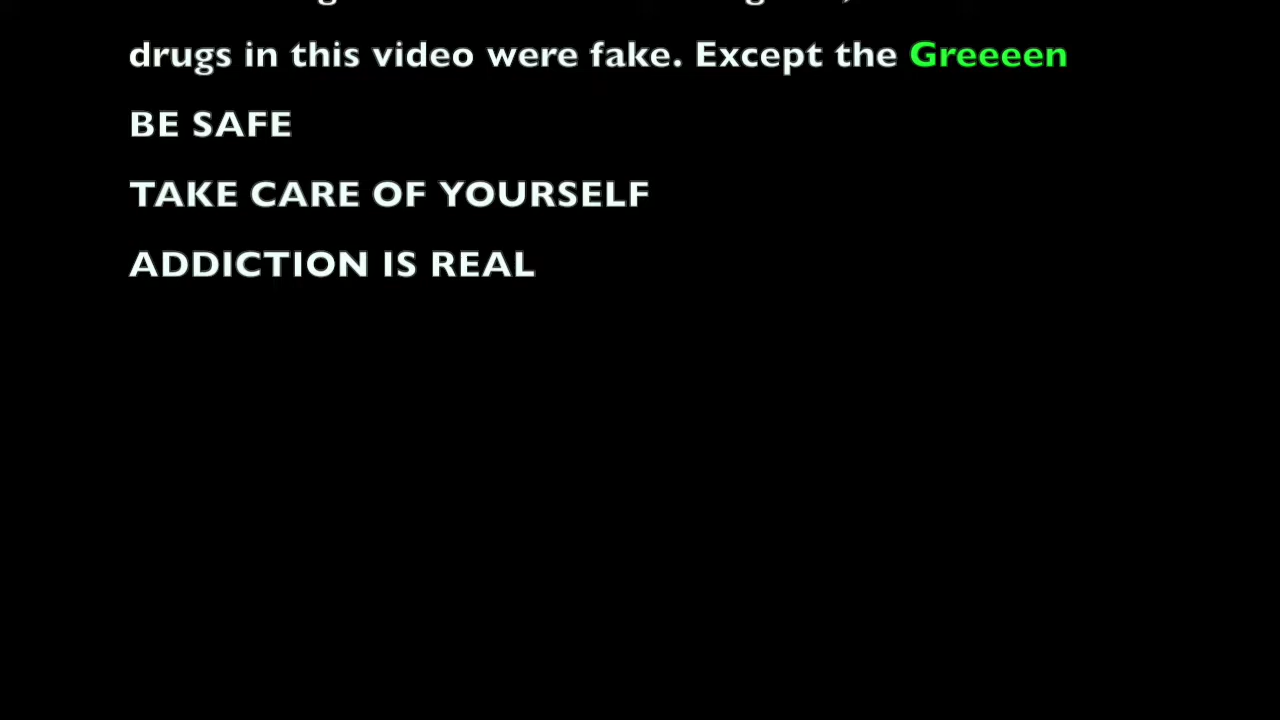 drugs in this video were fake. Except the Greeeen
BE SAFE
TAKE CARE OF YOURSELF
ADDICTION IS REAL